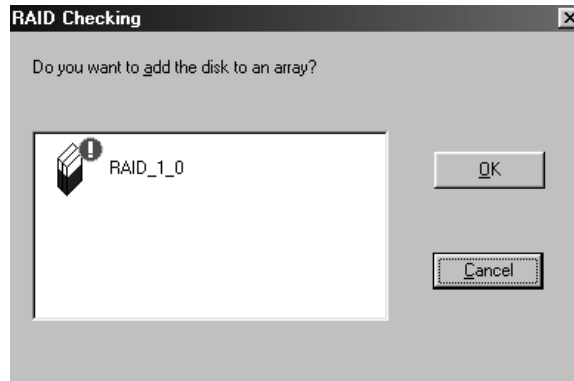 RAID Checking
Do you want to add the disk to an array?
RAID_1_0
OK
Cancel